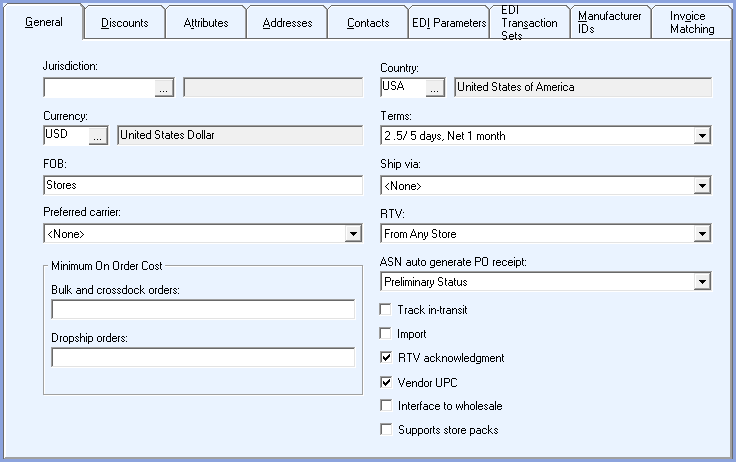 General
Discounts
Attributes
Addresses
Contacts
EDI Parameters
EDI
Transaction
Sets
Manufacturer
IDs
Invoice
Matching
Jurisdiction:
...
Country:
USA ... United States of America
Currency:
USD ... United States Dollar
Terms:
2 .5/ 5 days, Net 1 month
FOB:
Stores
Ship via:
<None>
Preferred carrier:
<None>
RTV:
From Any Store
Minimum On Order Cost
Bulk and crossdock orders:
Dropship orders:
ASN auto generate PO receipt:
Preliminary Status
Track in-transit
Import
RTV acknowledgment
Vendor UPC
Interface to wholesale
Supports store packs